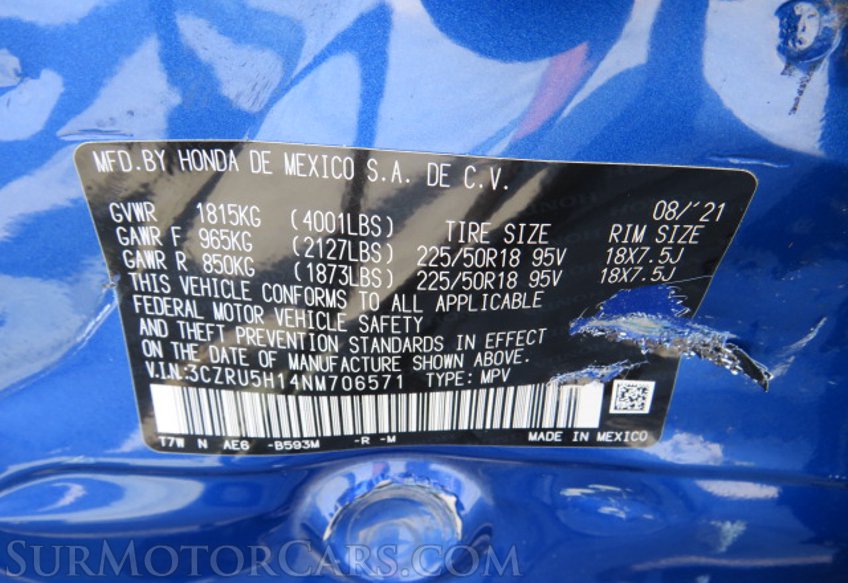 MFD.BY HONDA DE MEXICO S.A. DE C.V.
08/'21
GVWR 1815KG (4001LBS) TIRE SIZE RIM SIZE
GAWR F 965KG (2127LBS) 225/50R18 95V 18X7.5J
GAWR R 850KG (1873LBS) 225/50R18 95V 18X7.5J
THIS VEHICLE CONFORMS TO ALL APPLICABLE
FEDERAL MOTOR VEHICLE SAFETY
AND THEFT PREVENTION STANDARDS IN EFFECT
ON THE DATE OF MANUFACTURE SHOWN ABOVE.
V.I.N:3CZRU5H14NM706571 TYPE: MPV
T7W N AE6 -B593M -R -M MADE IN MEXICO
SURMOTORCARS.COM